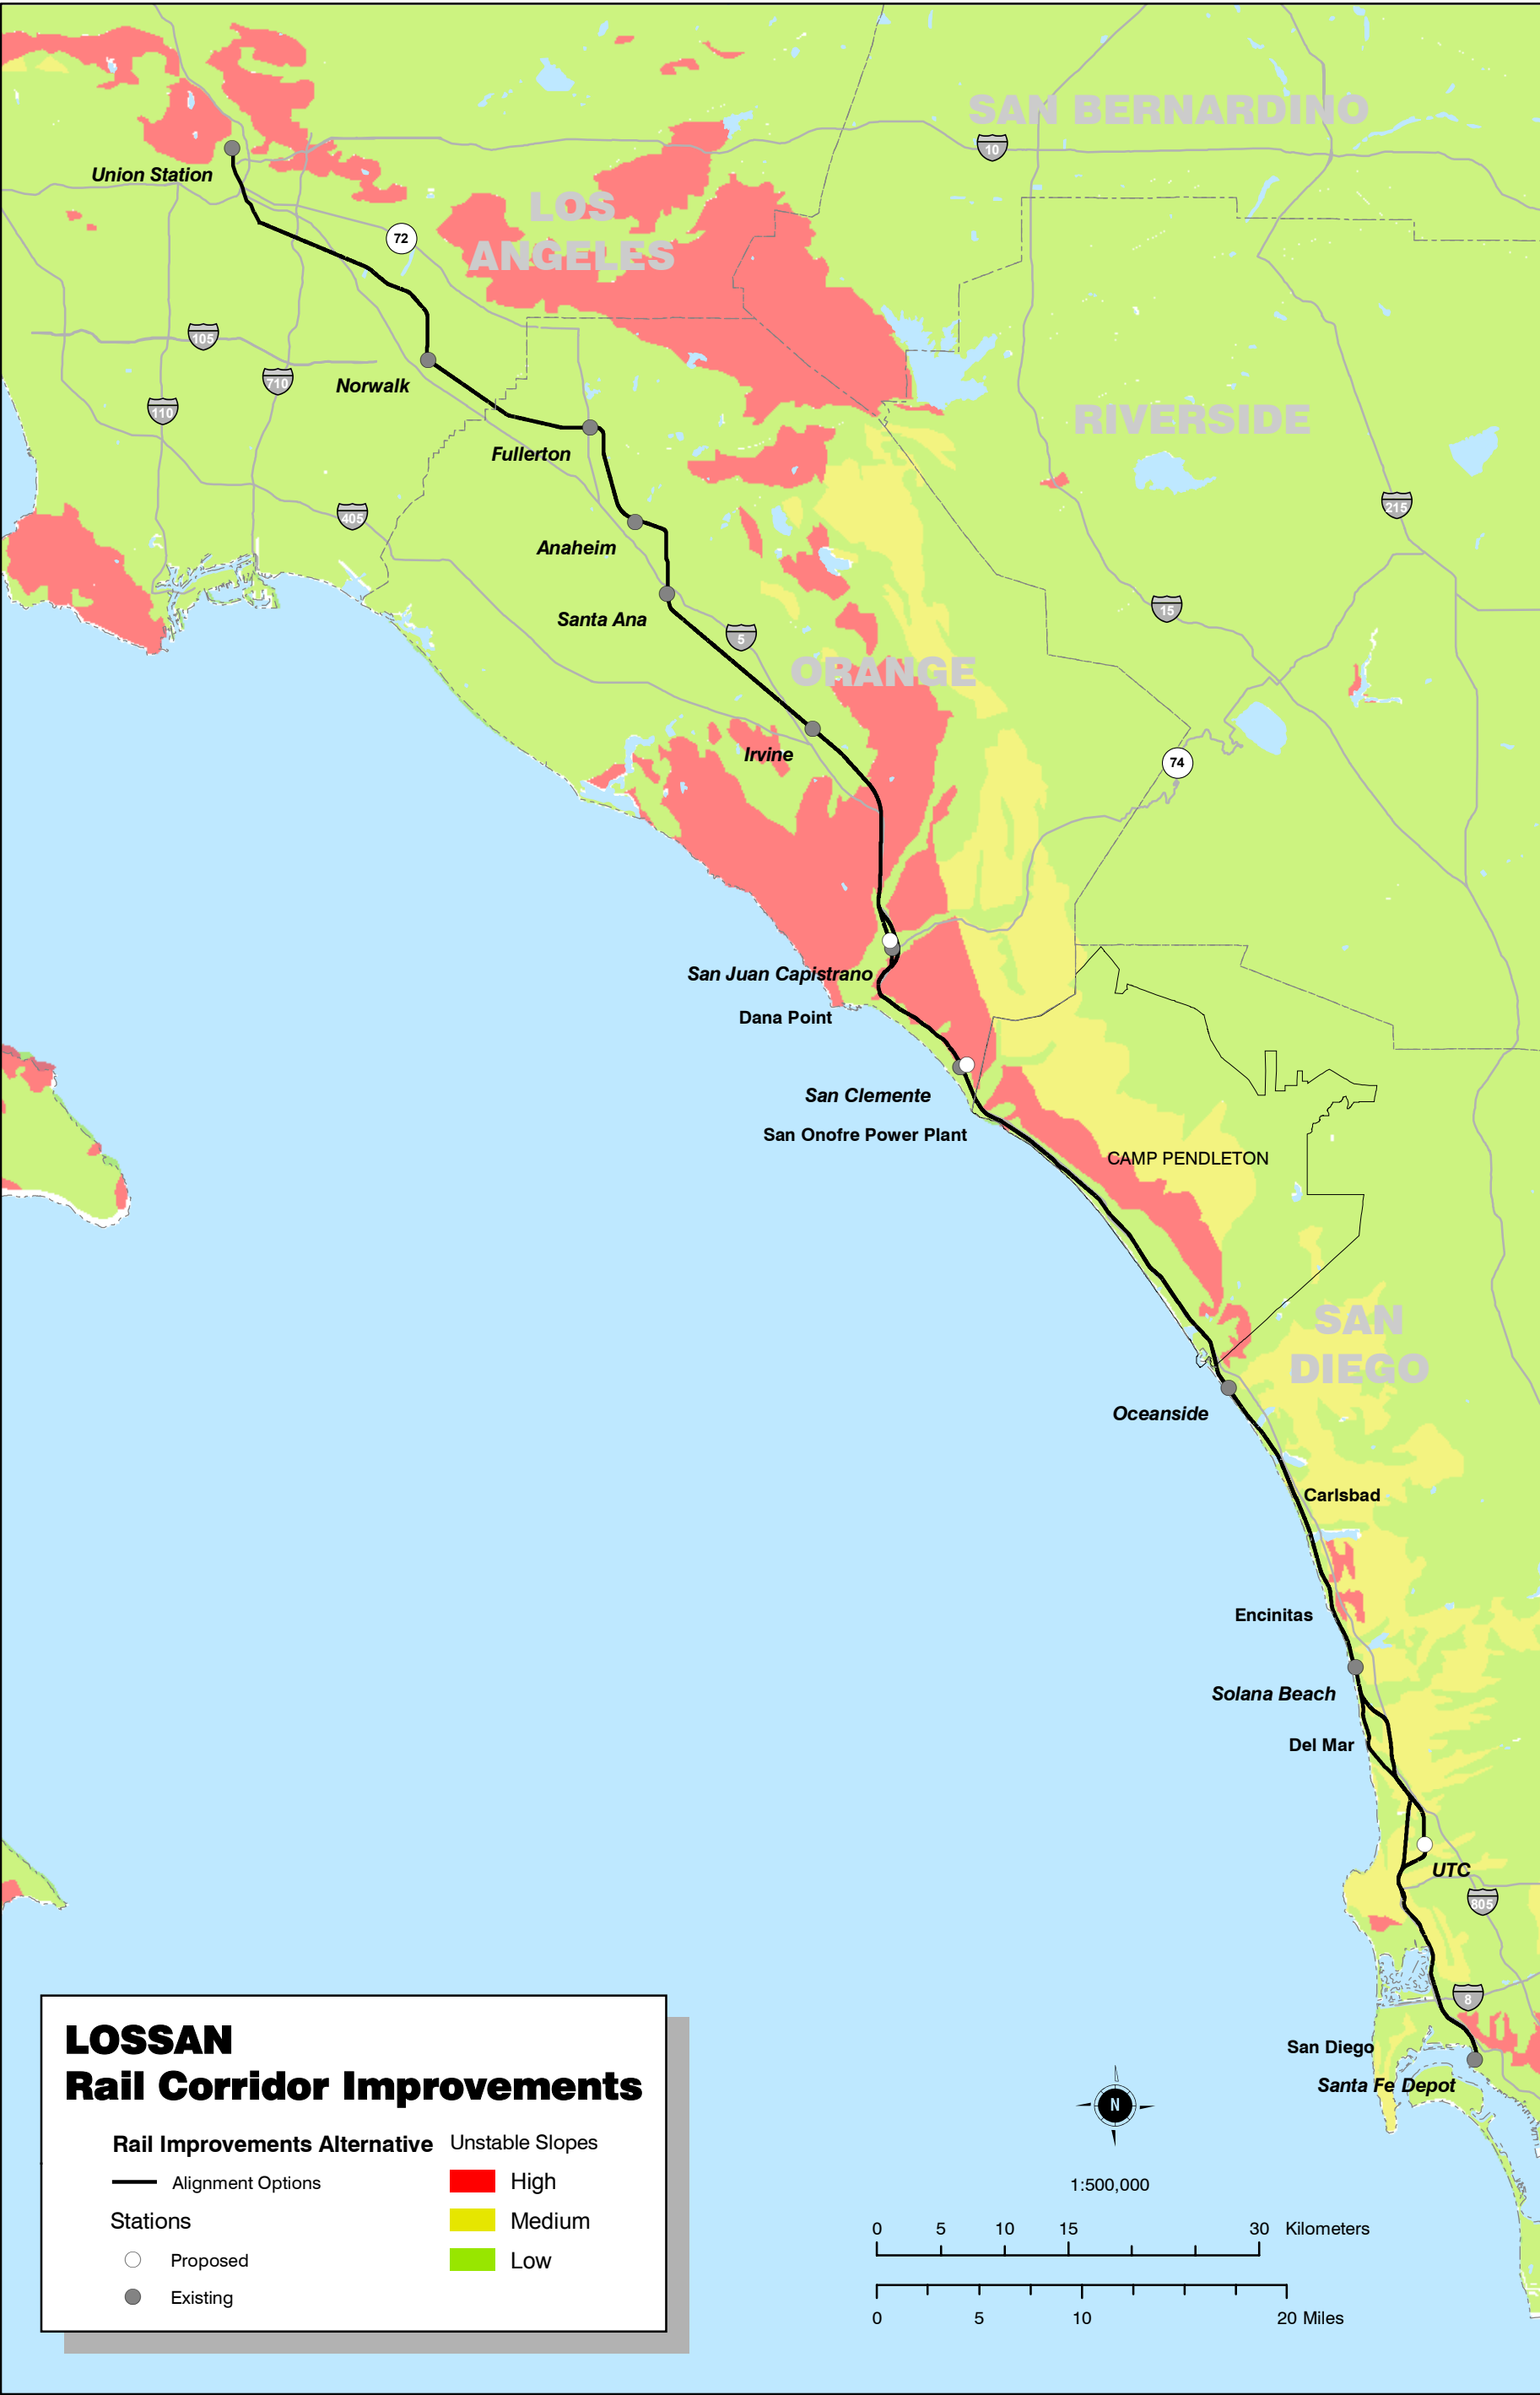 SAN BERNARDINO
10
Union Station
LOS
ANGELES
72
105
710
Norwalk
110
RIVERSIDE
Fullerton
405
215
Anaheim
Santa Ana
15
5
ORANGE
Irvine
74
San Juan Capistrano
Dana Point
San Clemente
San Onofre Power Plant
CAMP PENDLETON
SAN
DIEGO
Oceanside
Carlsbad
Encinitas
Solana Beach
Del Mar
UTC
805
8
San Diego
Santa Fe Depot
LOSSAN
Rail Corridor Improvements
Rail Improvements Alternative
Alignment Options
Stations
Proposed
Existing
Unstable Slopes
High
Medium
Low
N
1:500,000
0 5 10 15 30 Kilometers
0 5 10 20 Miles